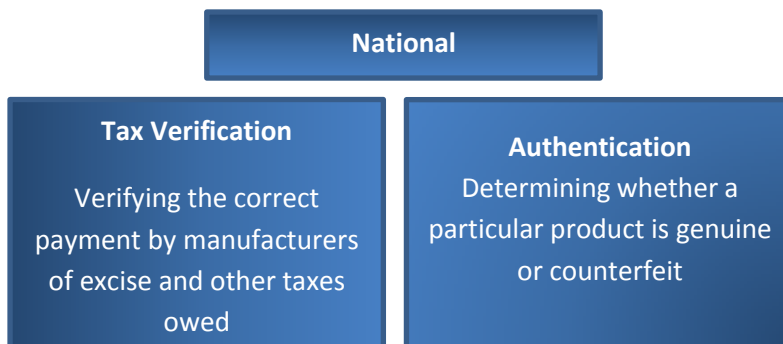 National
Tax Verification
Verifying the correct
payment by manufacturers
of excise and other taxes
owed
Authentication
Determining whether a
particular product is genuine
or counterfeit